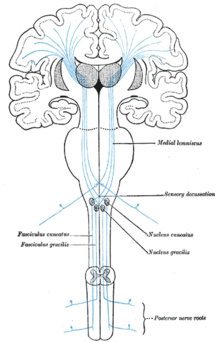 Medial lemniscus
Sensory decussation
Fasciculus cuneatus
Fasciculus gracilis
Nucleus cuneatus
Nucleus gracilis
Posterior nerve roots